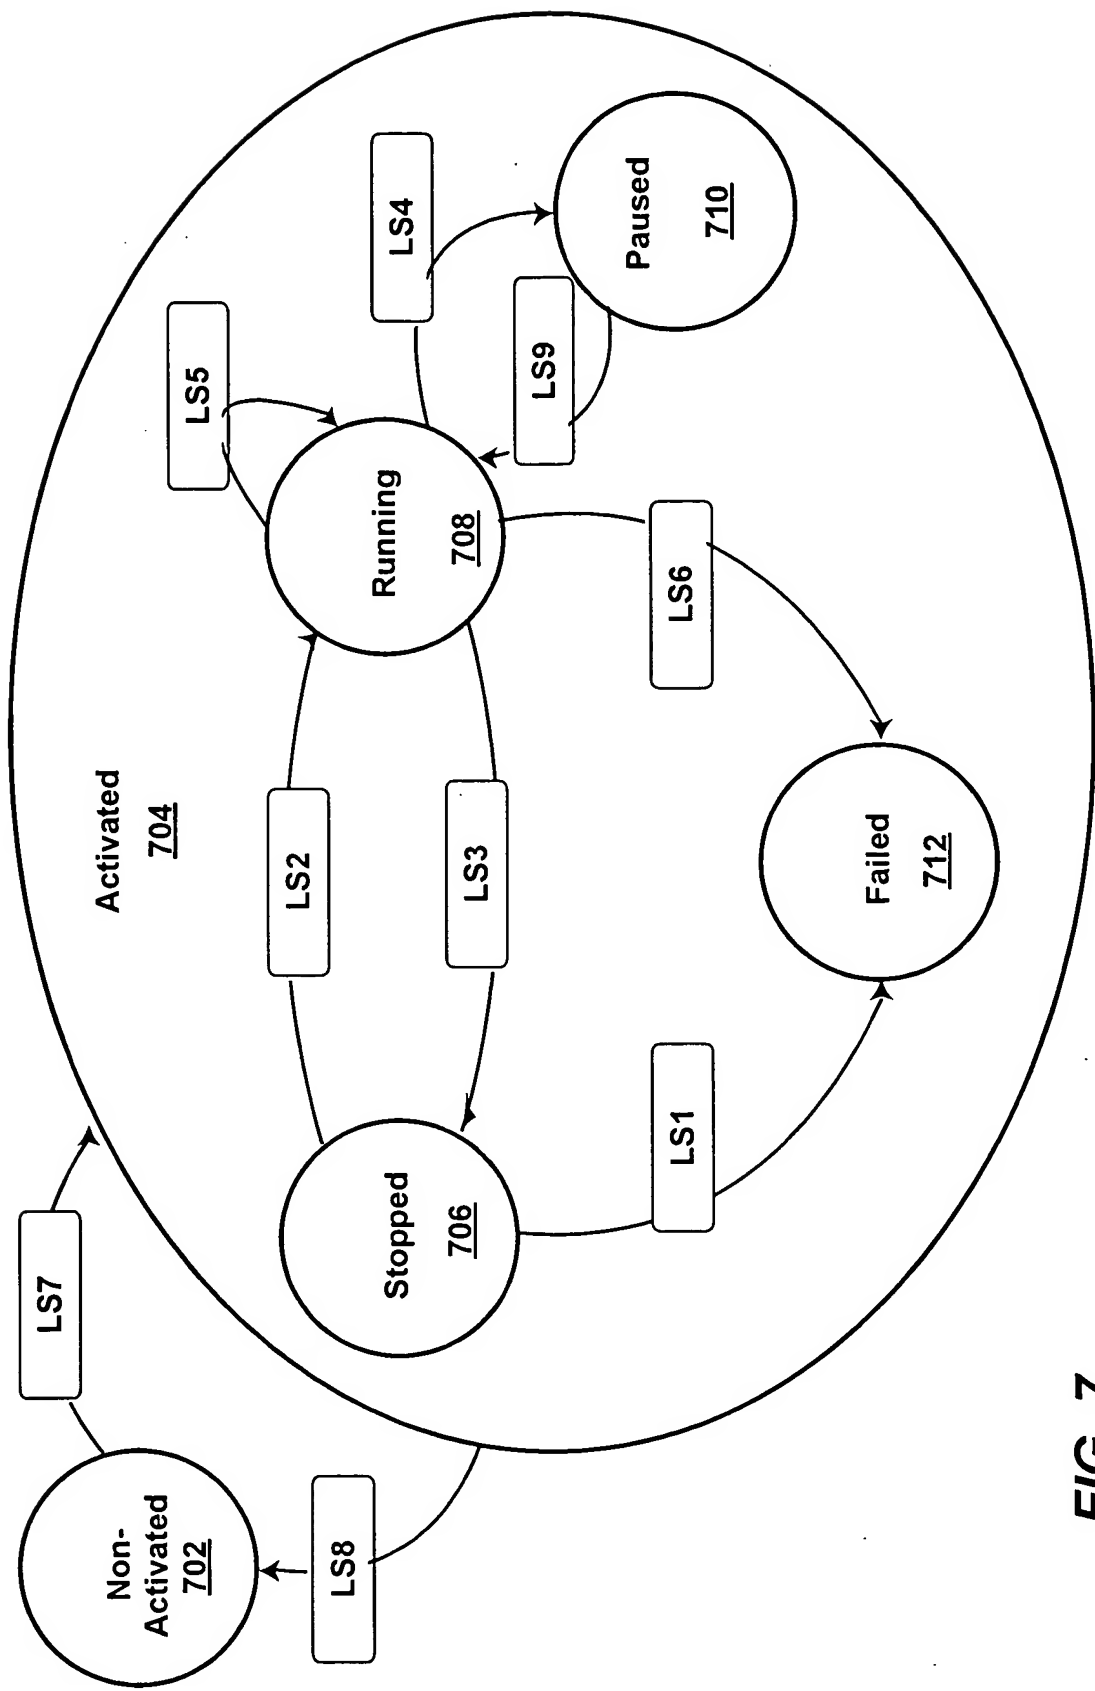 Non-
Activated
702
LS7
LS8
Activated
704
Stopped
706
LS2
LS3
LS1
Running
708
LS5
LS4
LS9
LS6
Paused
710
Failed
712
FIG. 7